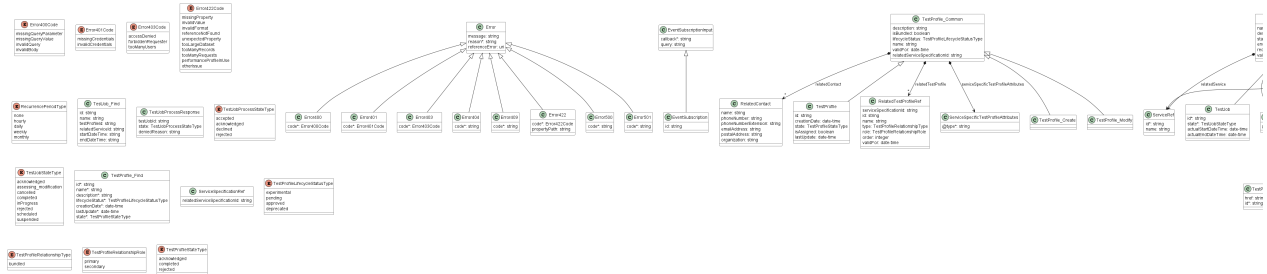 Error400Code
missingQueryParameter
missingQueryValue
invalidQuery
invalidBody
Error401Code
missingCredentials
invalidCredentials
Error403Code
accessDenied
forbiddenRequester
tooManyUsers
Error422Code
missingProperty
invalidValue
invalidFormat
referenceNotFound
unexpectedProperty
tooLargeDataset
tooManyRecords
tooManyRequests
otherIssue
Error
message: string
reason*: string
referenceError: uri
EventSubscriptionInput
callback*: string
query: string
TestProfile_Common
description: string
isBundled: boolean
lifecycleStatus: TestProfileLifecycleStatusType
name: string
validFor: date-time
relatedServiceSpecificationId: string
relatedContact
relatedTestProfile
serviceSpecificTestProfileAttributes
relatedService
RecurrencePeriodType
none
hourly
daily
weekly
monthly
TestJob_Find
id: string
name: string
testProfileId: string
relatedServiceId: string
startDateTime: string
endDateTime: string
TestJobProcessResponse
testJobId: string
state: TestJobProcessStateType
deniedReason: string
TestJobProcessStateType
accepted
acknowledged
declined
rejected
Error400
code*: Error400Code
Error401
code*: Error401Code
Error403
code*: Error403Code
Error404
code*: string
Error409
code*: string
Error422
code*: Error422Code
propertyPath: string
Error500
code*: string
Error501
code*: string
EventSubscription
id: string
RelatedContact
name: string
phoneNumber: string
phoneNumberExtension: string
emailAddress: string
postalAddress: string
organization: string
TestProfile
id: string
creationDate: date-time
state: TestProfileStateType
isAssigned: boolean
lastUpdate: date-time
RelatedTestProfileRef
serviceSpecificationId: string
id: string
name: string
type: TestProfileRelationshipType
role: TestProfileRelationshipRole
order: integer
validFor: date-time
ServiceSpecificTestProfileAttributes
@type*: string
TestProfile_Create
TestProfile_Modify
ServiceRef
id*: string
name: string
TestJob
id*: string
state*: TestJobStateType
actualStartDateTime: date-time
actualEndDateTime: date-time
TestJobStateType
acknowledged
assessing_modification
canceled
completed
inProgress
rejected
scheduled
suspended
TestProfile_Find
id*: string
name*: string
description*: string
lifecycleStatus*: TestProfileLifecycleStatusType
creationDate*: date-time
lastUpdate*: date-time
state*: TestProfileStateType
ServiceSpecificationRef
relatedServiceSpecificationId: string
TestProfileLifecycleStatusType
experimental
pending
approved
deprecated
TestProfileRelationshipType
bundled
TestProfileRelationshipRole
primary
secondary
TestProfileStateType
acknowledged
completed
rejected